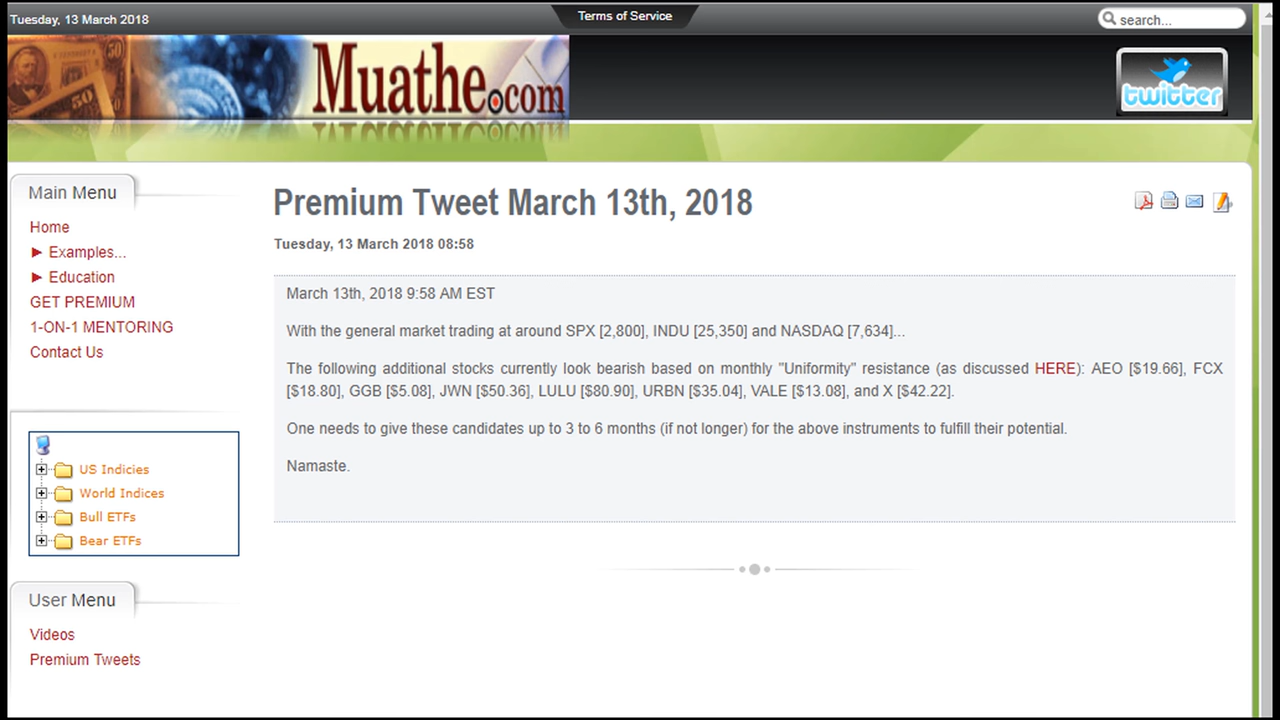 Tuesday, 13 March 2018
Terms of Service
search...
Muathe.com
twitter
Main Menu
Home
► Examples...
► Education
GET PREMIUM
1-ON-1 MENTORING
Contact Us
US Indicies
World Indices
Bull ETFs
Bear ETFs
User Menu
Videos
Premium Tweets
Premium Tweet March 13th, 2018
Tuesday, 13 March 2018 08:58
March 13th, 2018 9:58 AM EST
With the general market trading at around SPX [2,800], INDU [25,350] and NASDAQ [7,634]...
The following additional stocks currently look bearish based on monthly "Uniformity" resistance (as discussed HERE): AEO [$19.66], FCX
[$18.80], GGB [$5.08], JWN [$50.36], LULU [$80.90], URBN [$35.04], VALE [$13.08], and X [$42.22].
One needs to give these candidates up to 3 to 6 months (if not longer) for the above instruments to fulfill their potential.
Namaste.